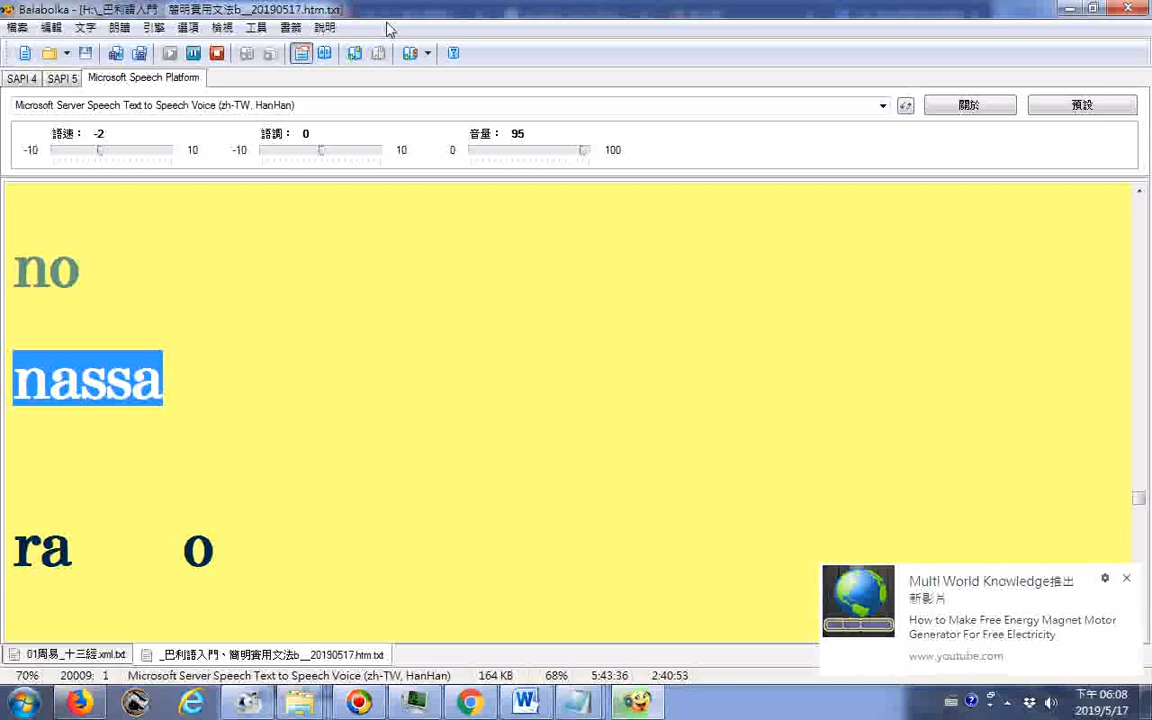 Balabolka - [H:\_巴利語入門、簡明實用文法b__20190517.htm.txt]
檔案 編輯 文字 朗讀 引擎 選項 檢視 工具 書籤 說明
SAPI 4 SAPI 5 Microsoft Speech Platform
Microsoft Server Speech Text to Speech Voice (zh-TW, HanHan) 關於 預設
語速： -2 語調： 0 音量： 95
-10 10 -10 10 0 100
no
nassa
ra o
Multi World Knowledge推出
新影片
How to Make Free Energy Magnet Motor
Generator For Free Electricity
www.youtube.com
01周易_十三經.xml.txt _巴利語入門、簡明實用文法b__20190517.htm.txt
70% 20009: 1 Microsoft Server Speech Text to Speech Voice (zh-TW, HanHan) 164 KB 68% 5:43:36 2:40:53
下午 06:08
2019/5/17